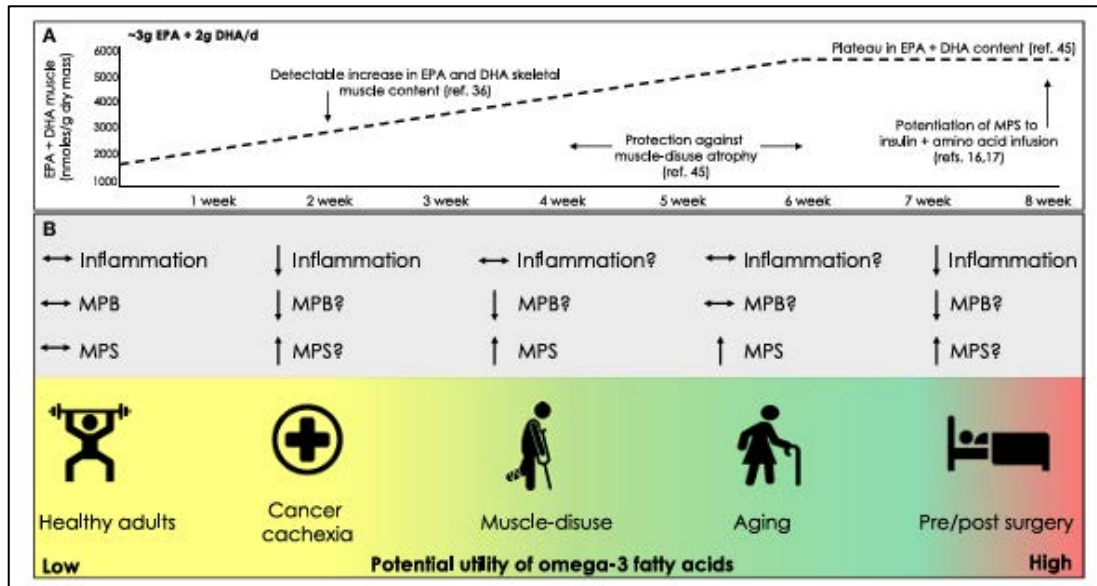 A
~3g EPA + 2g DHA/d
EPA + DHA muscle
(nmoles/g dry mass)
6000
5000
4000
3000
2000
1000
Detectable increase in EPA and DHA sketetal
muscle content (ref. 36)
Plateau in EPA + DHA content (ref. 45)
Protection against
muscle-disuse atrophy
(ref. 45)
Potentiation of MPS to
insulin + amino acid infusion
(refs. 16,17)
1 week
2 week
3 week
4 week
5 week
6 week
7 week
8 week
B
↔ Inflammation
↓ Inflammation
↔ Inflammation?
↔ Inflammation?
↓ Inflammation
↔ MPB
↓ MPB?
↓ MPB?
↔ MPB?
↓ MPB?
↔ MPS
↑ MPS?
↑ MPS
↑ MPS
↑ MPS?
Healthy adults
Cancer
cachexia
Muscle-disuse
Aging
Pre/post surgery
Low
Potential utility of omega-3 fatty acids
High